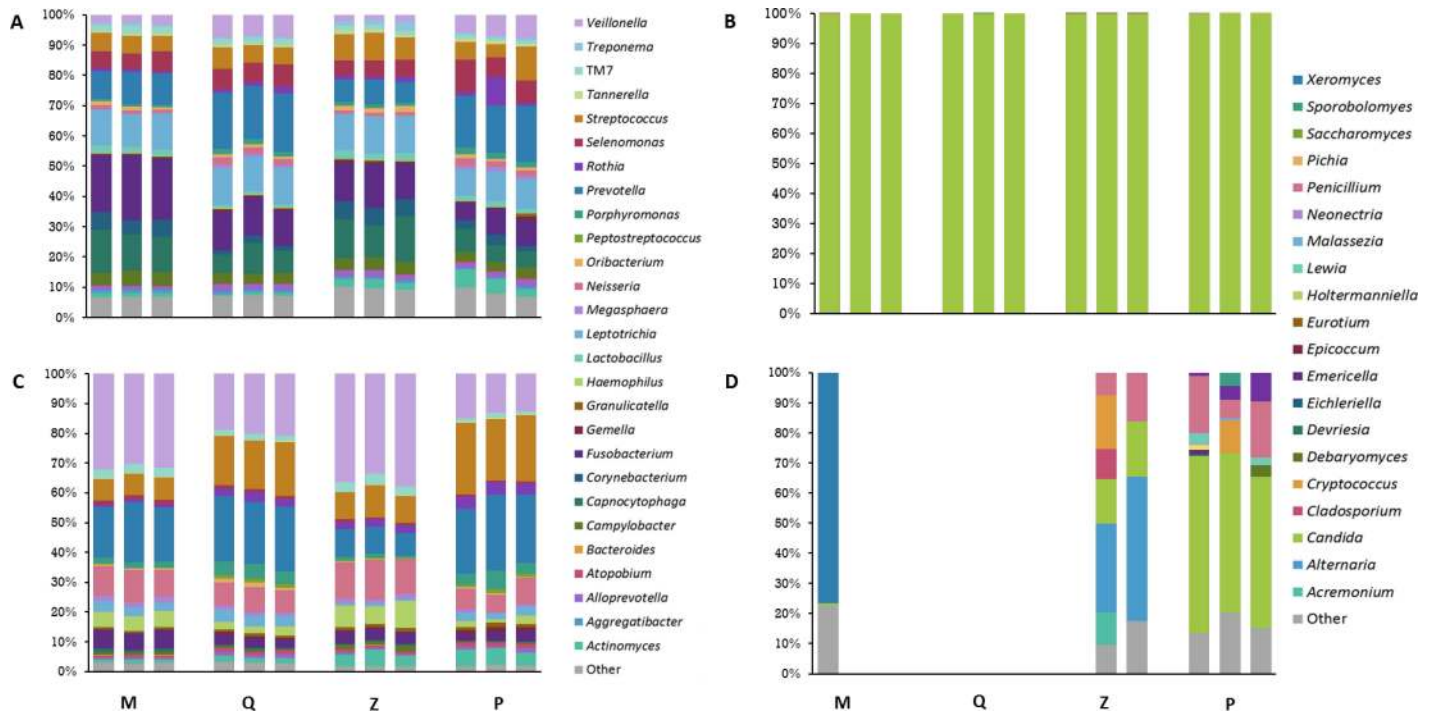 A
100%
90%
80%
70%
60%
50%
40%
30%
20%
10%
0%
Veillonella
Treponema
TM7
Tannerella
Streptococcus
Selenomonas
Rothia
Prevotella
Porphyromonas
Peptostreptococcus
Oribacterium
Neisseria
Megasphaera
Leptotrichia
Lactobacillus
Haemophilus
Granulicatella
Gemella
Fusobacterium
Corynebacterium
Capnocytophaga
Campylobacter
Bacteroides
Atopobium
Alloprevotella
Aggregatibacter
Actinomyces
Other
B
100%
90%
80%
70%
60%
50%
40%
30%
20%
10%
0%
Xeromyces
Sporobolomyes
Saccharomyces
Pichia
Penicillium
Neonectria
Malassezia
Lewia
Holtermanniella
Eurotium
Epicoccum
Emericella
Eichleriella
Devriesia
Debaryomyces
Cryptococcus
Cladosporium
Candida
Alternaria
Acremonium
Other
C
100%
90%
80%
70%
60%
50%
40%
30%
20%
10%
0%
M Q Z P
D
100%
90%
80%
70%
60%
50%
40%
30%
20%
10%
0%
M Q Z P